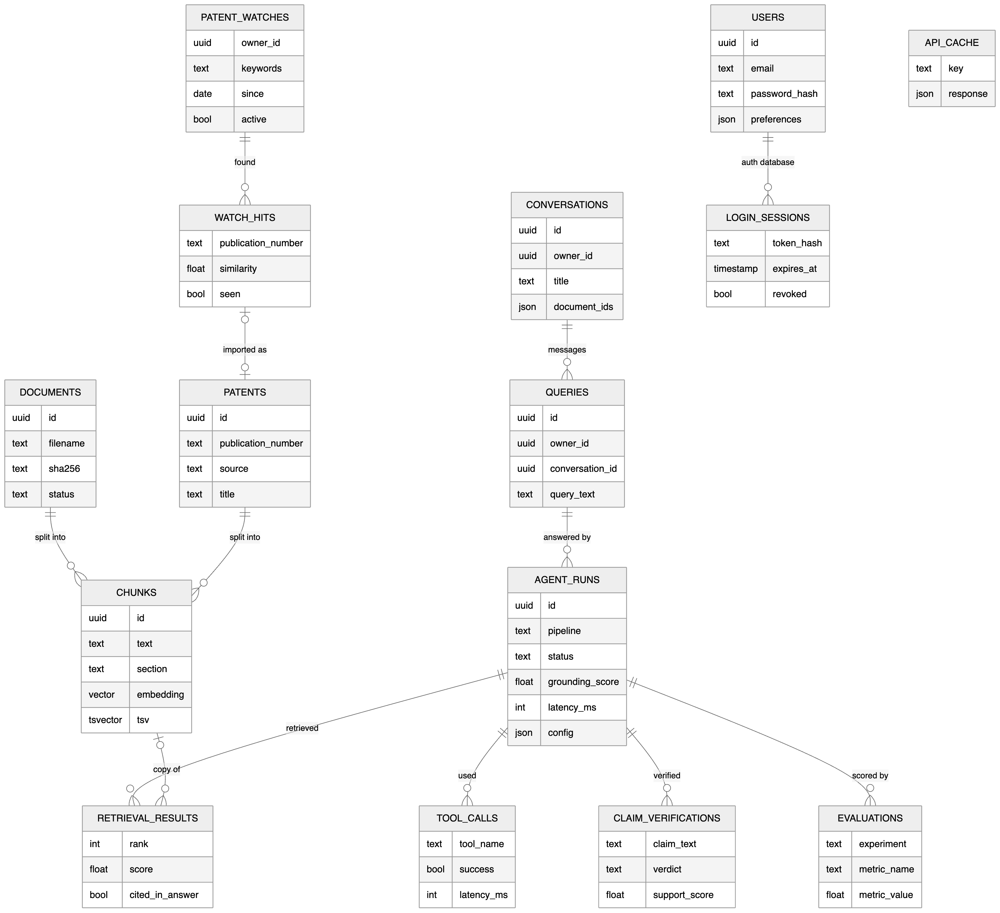 PATENT_WATCHES
uuid owner_id
text keywords
date since
bool active
USERS
uuid id
text email
text password_hash
json preferences
API_CACHE
text key
json response
found
auth database
WATCH_HITS
text publication_number
float similarity
bool seen
CONVERSATIONS
uuid id
uuid owner_id
text title
json document_ids
LOGIN_SESSIONS
text token_hash
timestamp expires_at
bool revoked
imported as
messages
DOCUMENTS
uuid id
text filename
text sha256
text status
PATENTS
uuid id
text publication_number
text source
text title
QUERIES
uuid id
uuid owner_id
uuid conversation_id
text query_text
split into
split into
answered by
CHUNKS
uuid id
text text
text section
vector embedding
tsvector tsv
AGENT_RUNS
uuid id
text pipeline
text status
float grounding_score
int latency_ms
json config
retrieved
copy of
used
verified
scored by
RETRIEVAL_RESULTS
int rank
float score
bool cited_in_answer
TOOL_CALLS
text tool_name
bool success
int latency_ms
CLAIM_VERIFICATIONS
text claim_text
text verdict
float support_score
EVALUATIONS
text experiment
text metric_name
float metric_value